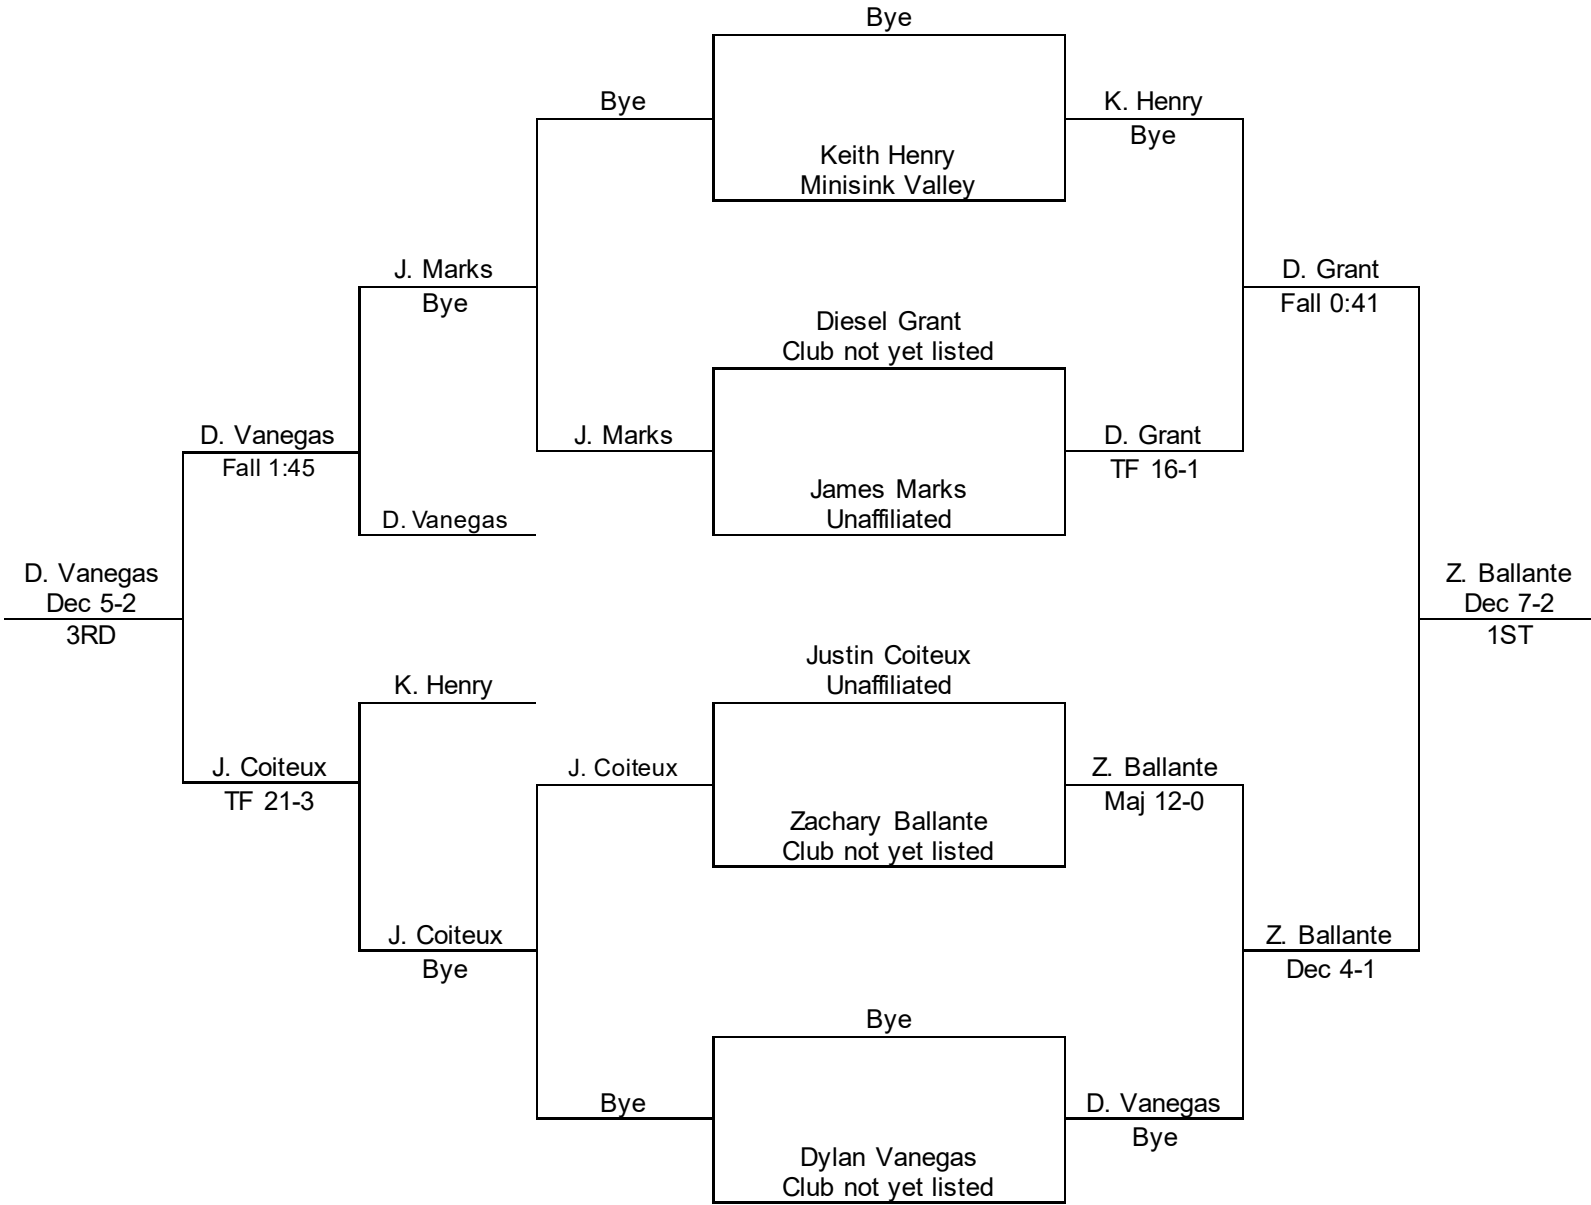 Bye
Bye
K. Henry
Bye
Keith Henry
Minisink Valley
J. Marks
Bye
D. Grant
Fall 0:41
Diesel Grant
Club not yet listed
D. Vanegas
Fall 1:45
J. Marks
D. Grant
TF 16-1
James Marks
Unaffiliated
D. Vanegas
D. Vanegas
Dec 5-2
3RD
Z. Ballante
Dec 7-2
1ST
Justin Coiteux
Unaffiliated
K. Henry
J. Coiteux
TF 21-3
J. Coiteux
Z. Ballante
Maj 12-0
Zachary Ballante
Club not yet listed
J. Coiteux
Bye
Z. Ballante
Dec 4-1
Bye
Bye
D. Vanegas
Bye
Dylan Vanegas
Club not yet listed